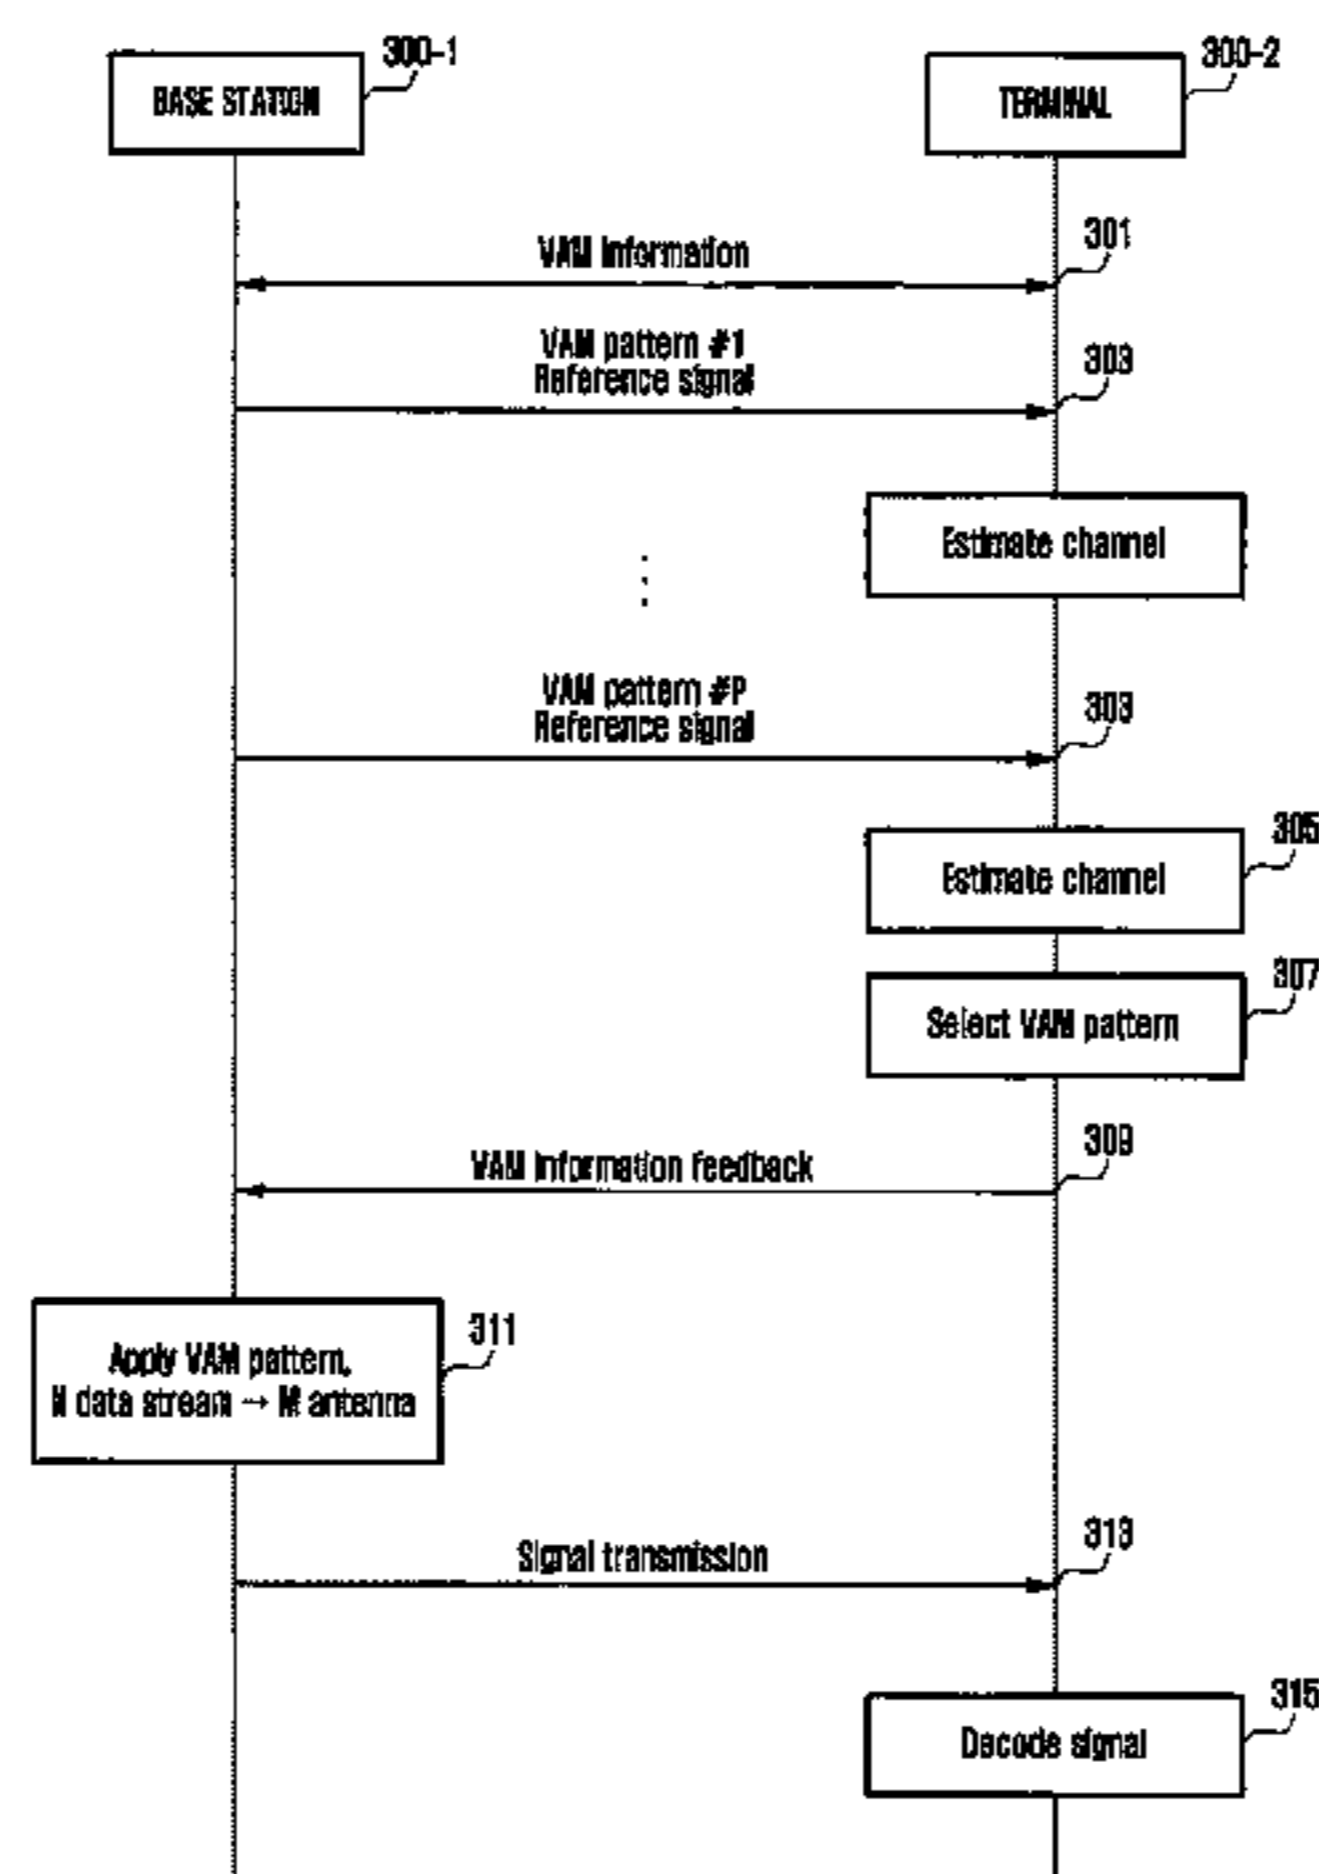 300-1
300-2
BASE STATION
TERMINAL
301
VAM information
VAM pattern #1
Reference signal
303
Estimate channel
VAM pattern #P
Reference signal
303
305
Estimate channel
307
Select VAM pattern
309
VAM information feedback
311
Apply VAM pattern,
N data stream → M antenna
313
Signal transmission
315
Decode signal